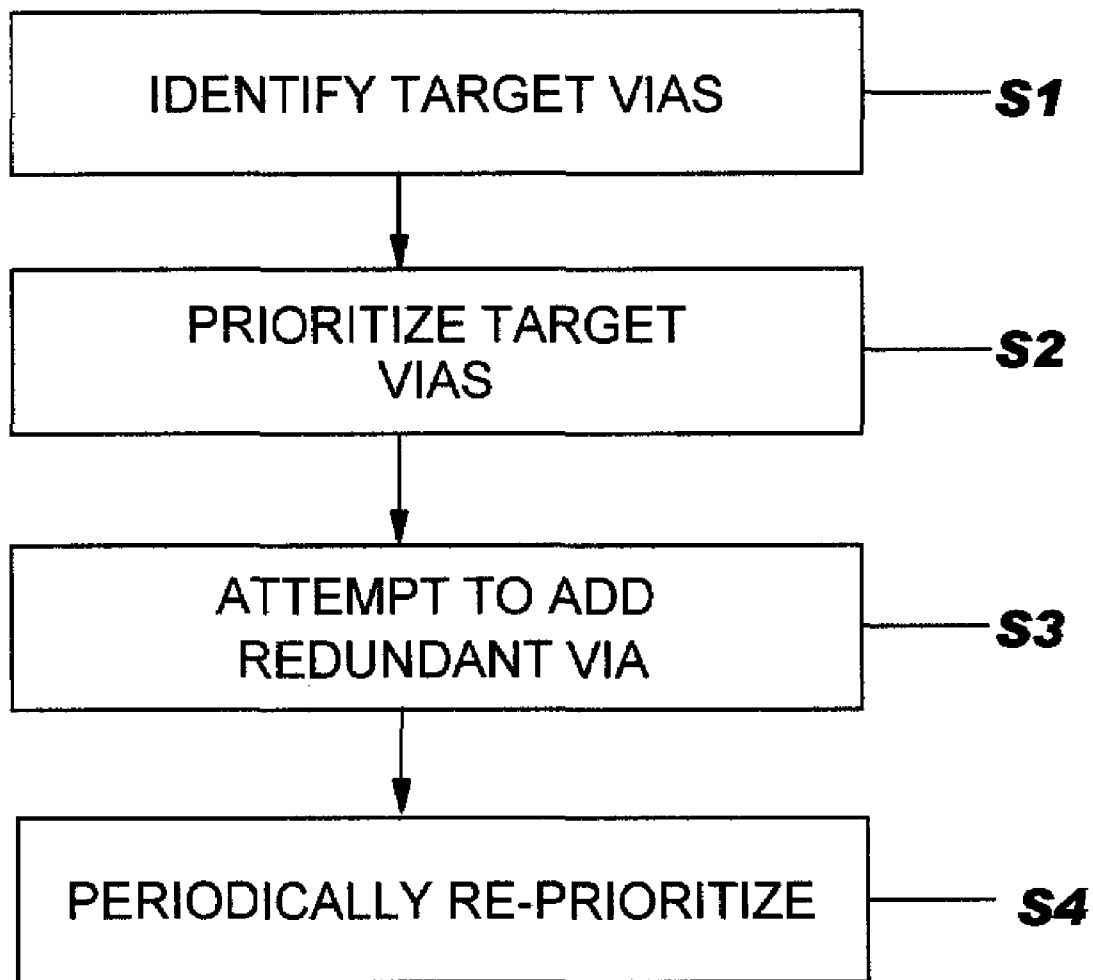 IDENTIFY TARGET VIAS
S1
PRIORITIZE TARGET
VIAS
S2
ATTEMPT TO ADD
REDUNDANT VIA
S3
PERIODICALLY RE-PRIORITIZE
S4